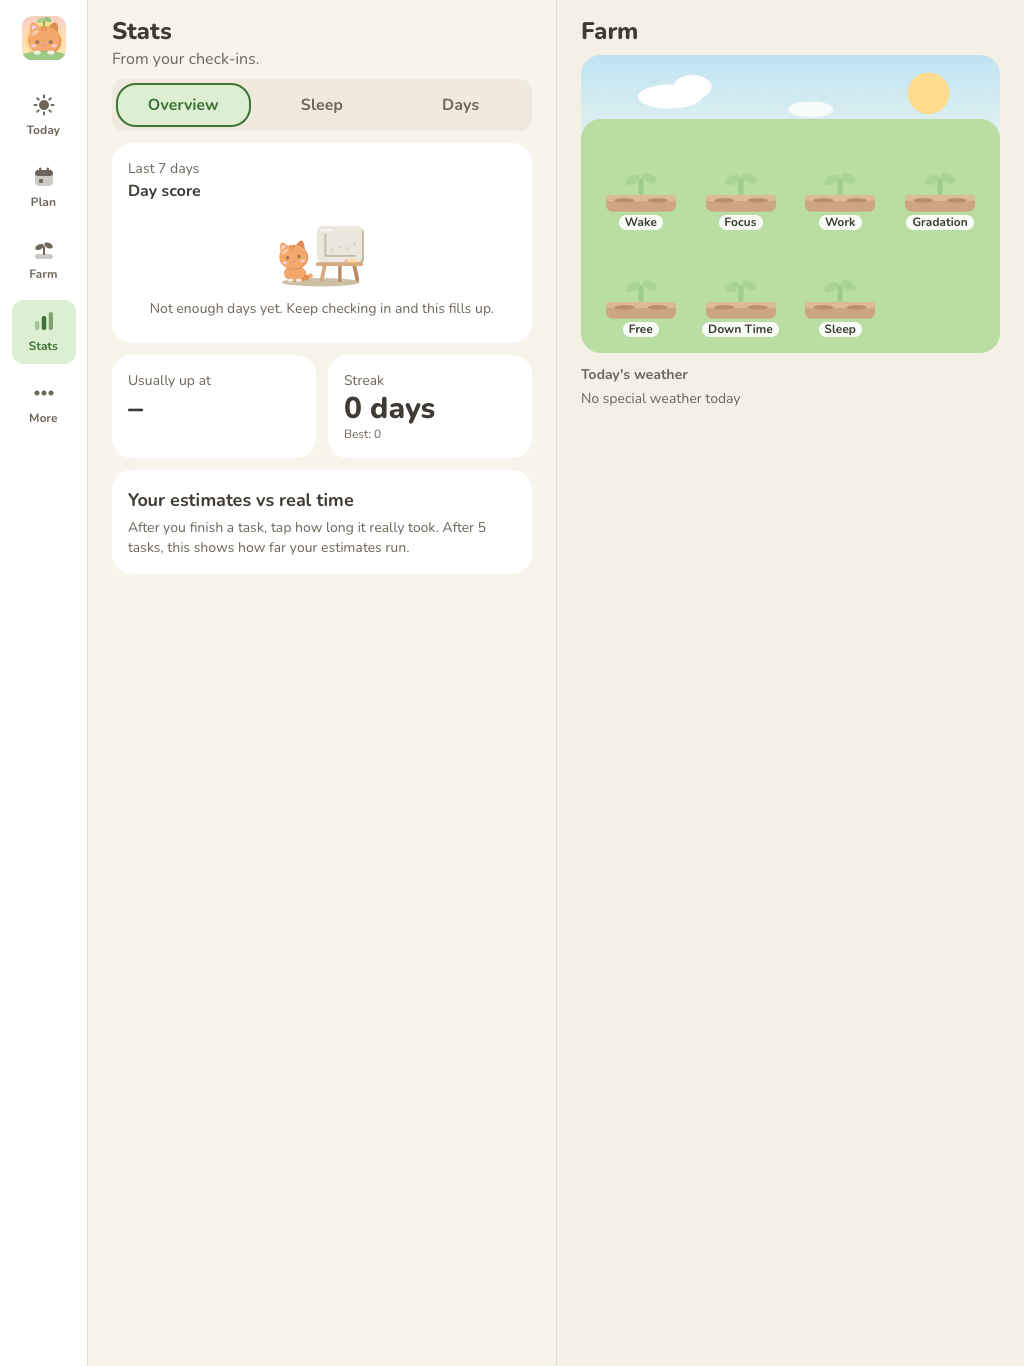 Today
Plan
Farm
Stats
More
Stats
From your check-ins.
Overview
Sleep
Days
Last 7 days
Day score
Not enough days yet. Keep checking in and this fills up.
Usually up at
–
Streak
0 days
Best: 0
Your estimates vs real time
After you finish a task, tap how long it really took. After 5
tasks, this shows how far your estimates run.
Farm
Wake
Focus
Work
Gradation
Free
Down Time
Sleep
Today's weather
No special weather today